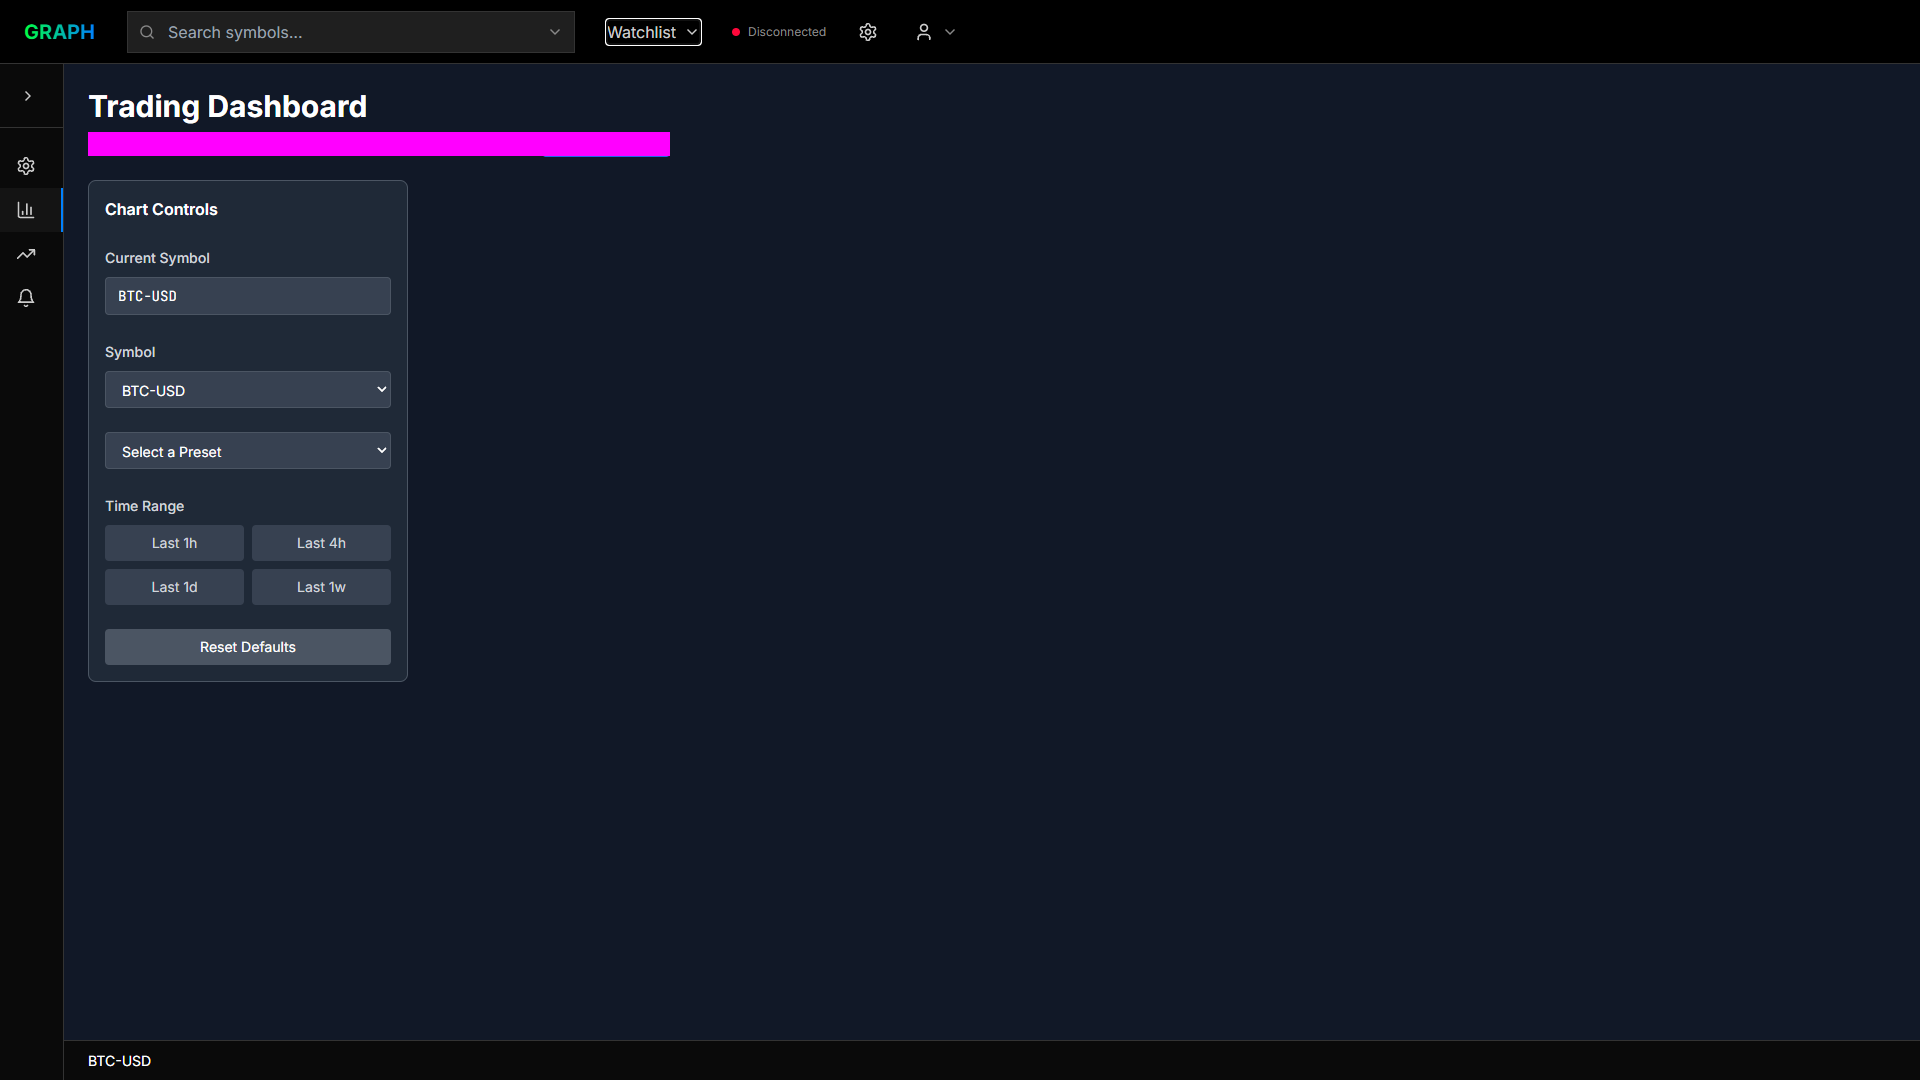 GRAPH
Search symbols...
Watchlist
Disconnected
Trading Dashboard
Chart Controls
Current Symbol
BTC-USD
Symbol
BTC-USD
Select a Preset
Time Range
Last 1h
Last 4h
Last 1d
Last 1w
Reset Defaults
BTC-USD